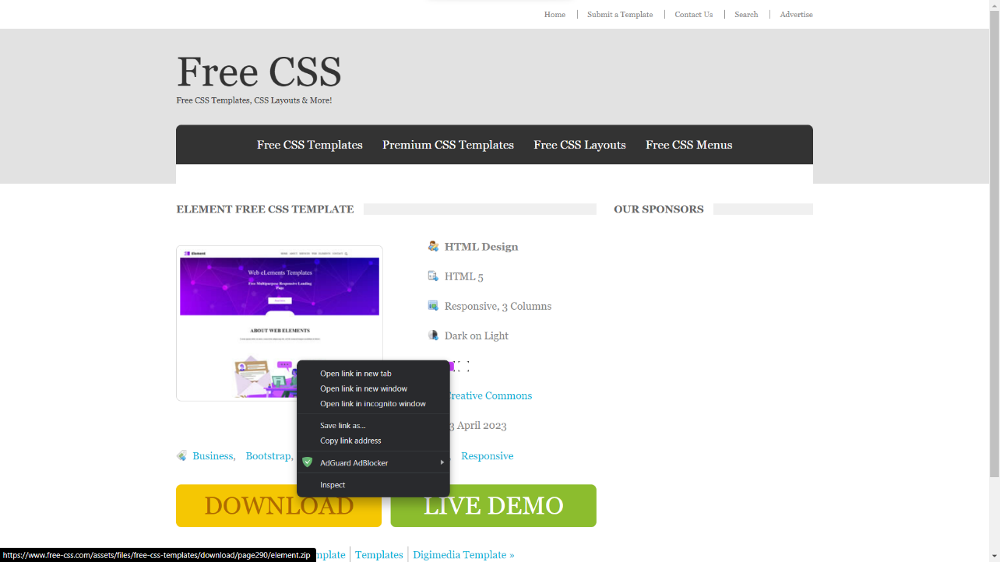 Home
Submit a Template
Contact Us
Search
Advertise
Free CSS
Free CSS Templates, CSS Layouts & More!
Free CSS Templates
Premium CSS Templates
Free CSS Layouts
Free CSS Menus
ELEMENT FREE CSS TEMPLATE
OUR SPONSORS
Element
HOME ABOUT SERVICES WEB ELEMENTS CONTACT
Web eLements Templates
Free Multipurpose Responsive Landing
Page
ABOUT WEB ELEMENTS
HTML Design
HTML 5
Responsive, 3 Columns
Dark on Light
Creative Commons
3 April 2023
Open link in new tab
Open link in new window
Open link in incognito window
Save link as...
Copy link address
AdGuard AdBlocker
Inspect
Business, Bootstrap, Responsive
DOWNLOAD
LIVE DEMO
Templates
Digimedia Template »
https://www.free-css.com/assets/files/free-css-templates/download/page290/element.zip